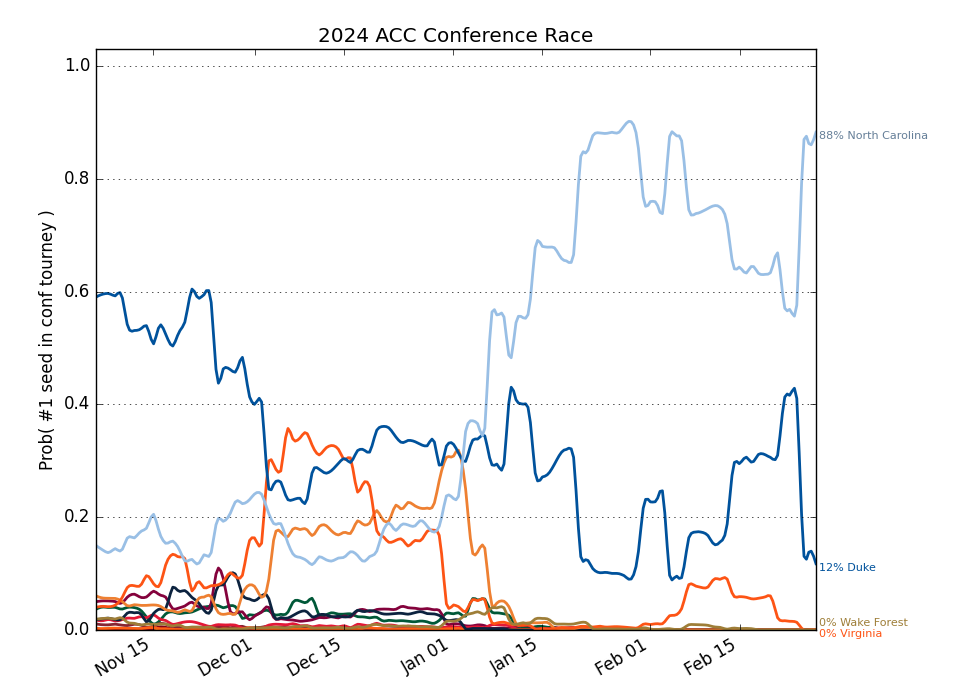 2024 ACC Conference Race
Prob( #1 seed in conf tourney )
1.0
0.8
0.6
0.4
0.2
0.0
Nov 15
Dec 01
Dec 15
Jan 01
Jan 15
Feb 01
Feb 15
88% North Carolina
12% Duke
0% Wake Forest
0% Virginia